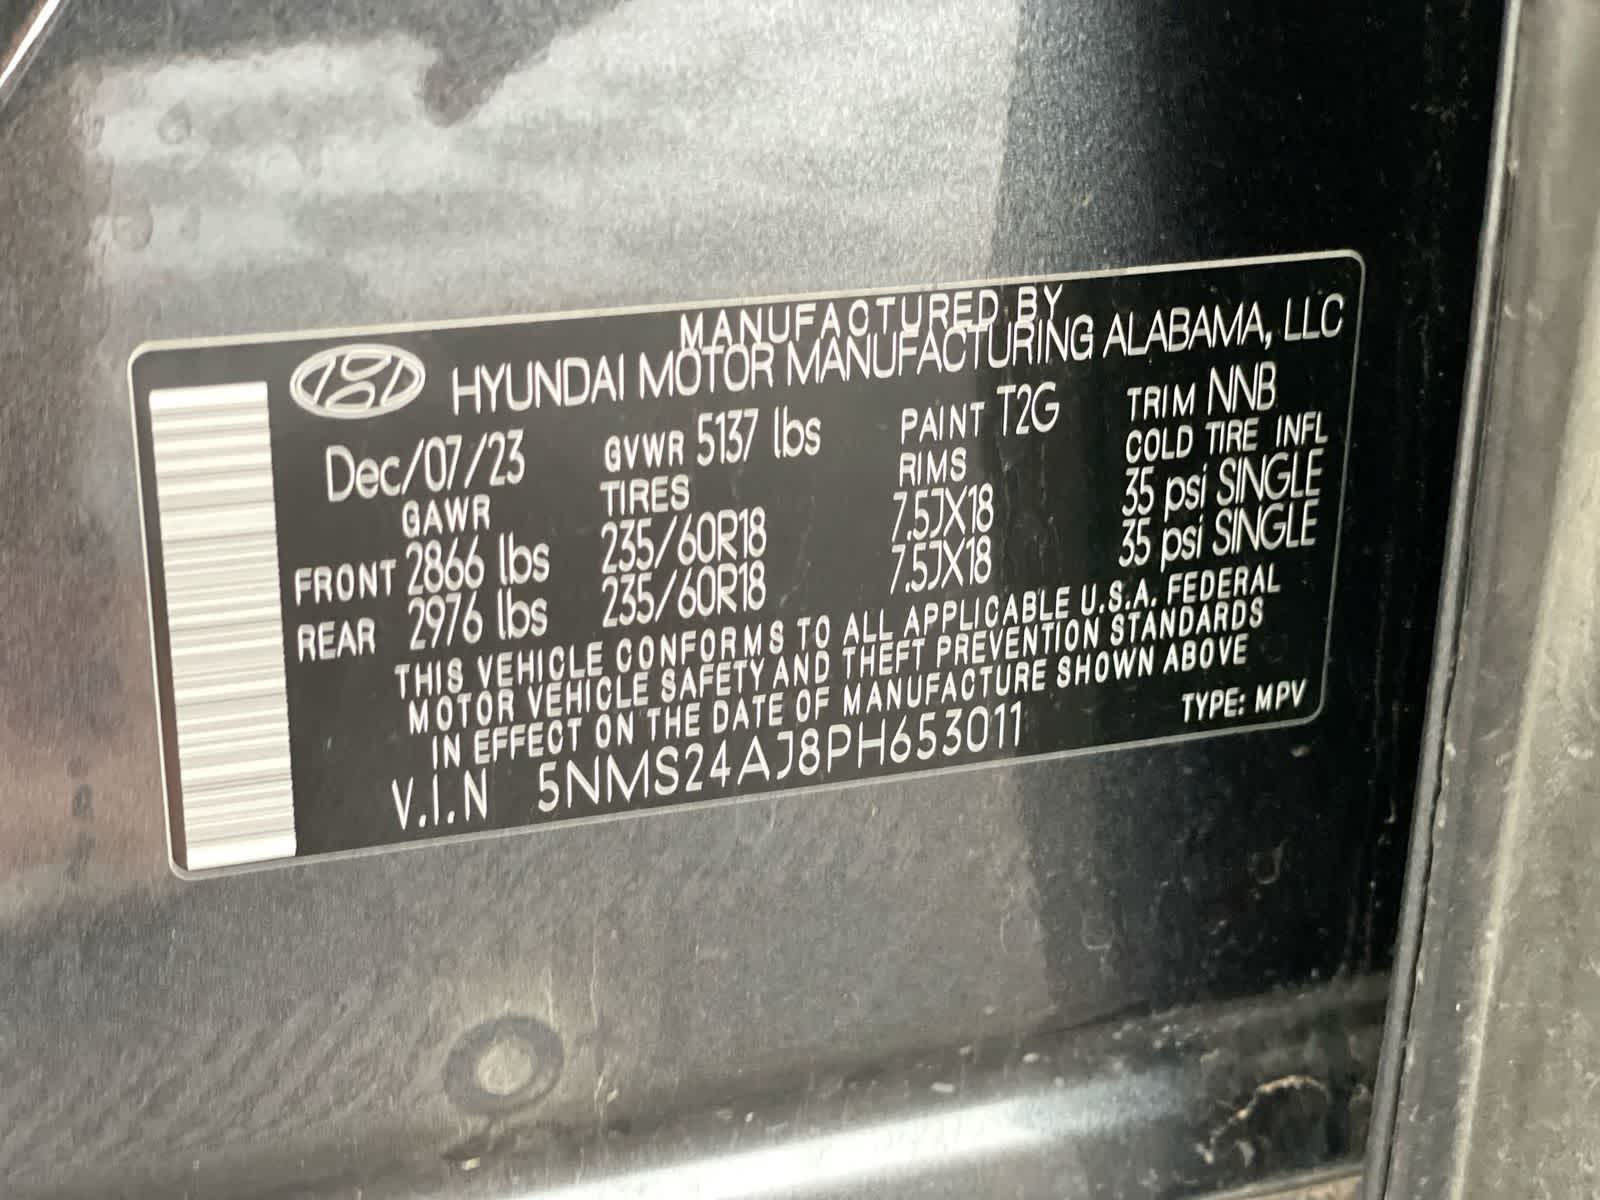 MANUFACTURED BY
HYUNDAI MOTOR MANUFACTURING ALABAMA, LLC
Dec/07/23 GVWR 5137 lbs PAINT T2G TRIM NNB
GAWR TIRES RIMS COLD TIRE INFL
FRONT 2866 lbs 235/60R18 7.5JX18 35 psi SINGLE
REAR 2976 lbs 235/60R18 7.5JX18 35 psi SINGLE
THIS VEHICLE CONFORMS TO ALL APPLICABLE U.S.A. FEDERAL
MOTOR VEHICLE SAFETY AND THEFT PREVENTION STANDARDS
IN EFFECT ON THE DATE OF MANUFACTURE SHOWN ABOVE
V.I.N 5NMS24AJ8PH653011 TYPE: MPV